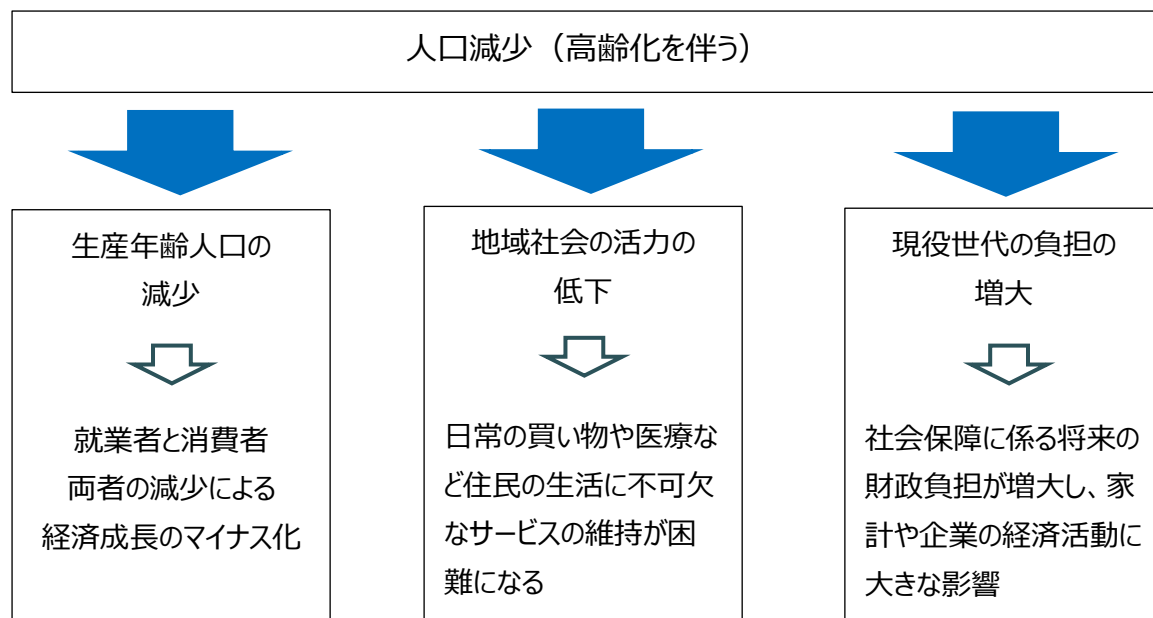 人口減少（高齢化を伴う）
生産年齢人口の
減少
就業者と消費者
両者の減少による
経済成長のマイナス化
地域社会の活力の
低下
日常の買い物や医療な
ど住民の生活に不可欠
なサービスの維持が困
難になる
現役世代の負担の
増大
社会保障に係る将来の
財政負担が増大し、家
計や企業の経済活動に
大きな影響